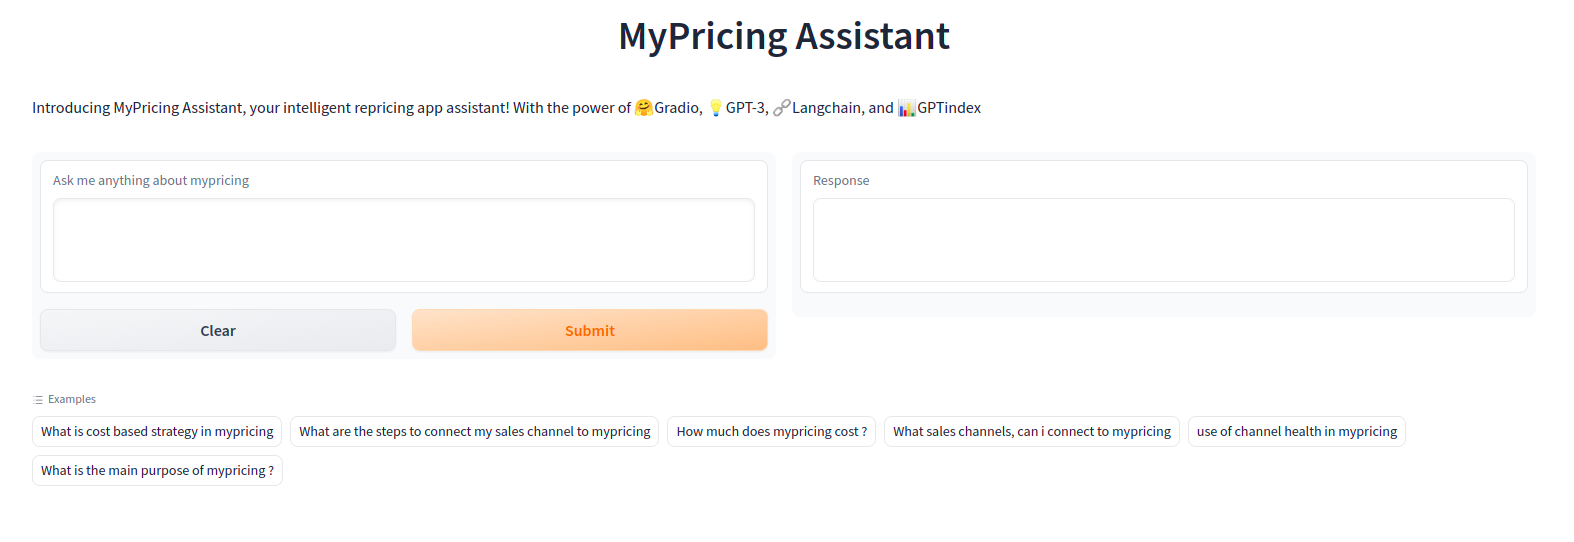 MyPricing Assistant
Introducing MyPricing Assistant, your intelligent repricing app assistant! With the power of 🤗Gradio, 💡GPT-3, 🔗Langchain, and 📊GPTindex
Ask me anything about mypricing
Response
Clear
Submit
Examples
What is cost based strategy in mypricing
What are the steps to connect my sales channel to mypricing
How much does mypricing cost ?
What sales channels, can i connect to mypricing
use of channel health in mypricing
What is the main purpose of mypricing ?